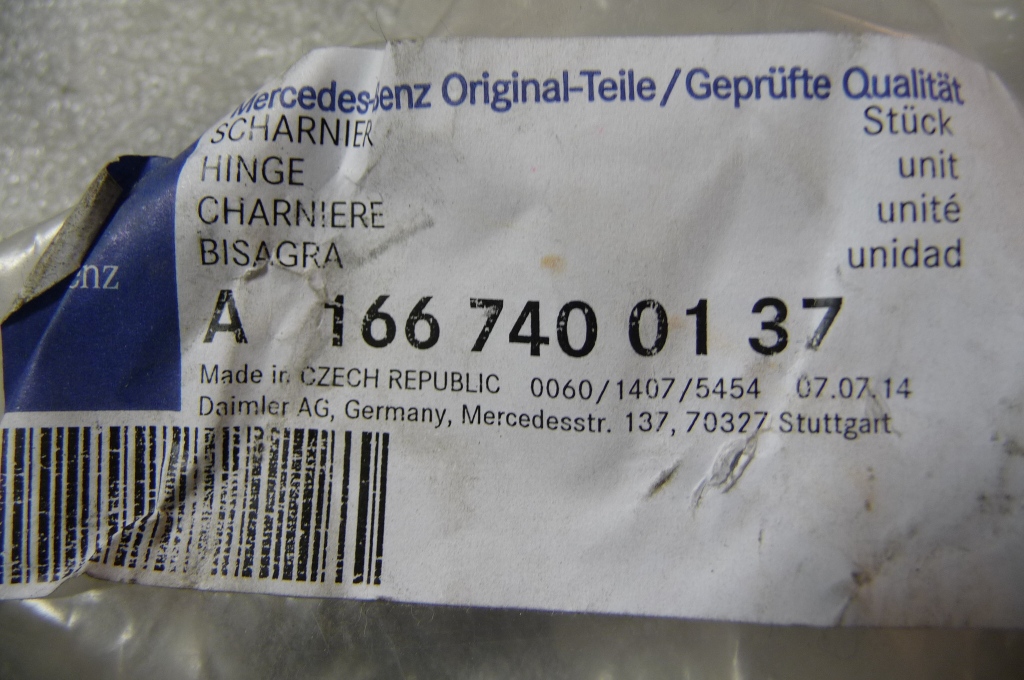 Mercedes-Benz Original-Teile/Geprüfte Qualität
SCHARNIER Stück
HINGE unit
CHARNIERE unité
BISAGRA unidad
enz
A 166 740 01 37
Made in CZECH REPUBLIC 0060/1407/5454 07.07.14
Daimler AG, Germany, Mercedesstr. 137, 70327 Stuttgart